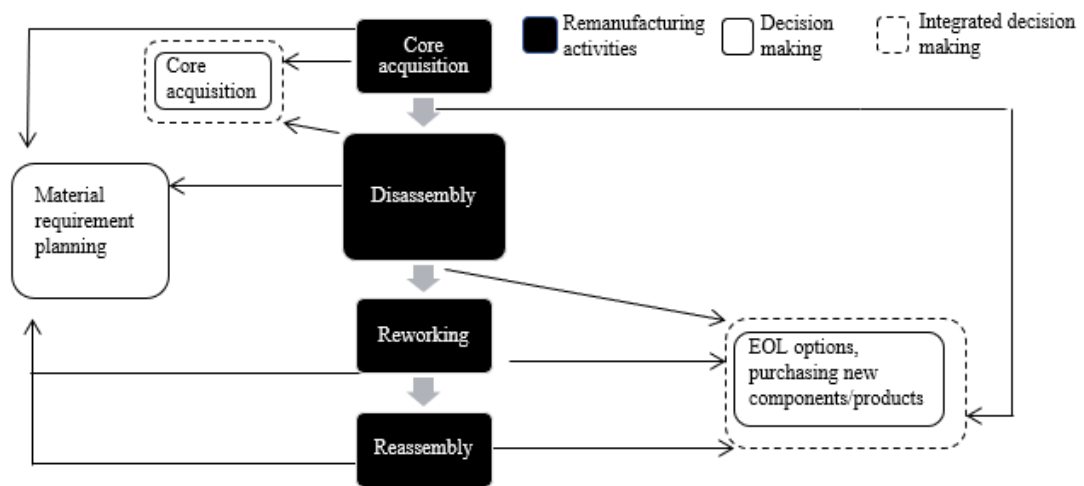 Core
acquisition
Remanufacturing
activities
Decision
making
Integrated decision
making
Core
acquisition
Disassembly
Material
requirement
planning
Reworking
EOL options,
purchasing new
components/products
Reassembly